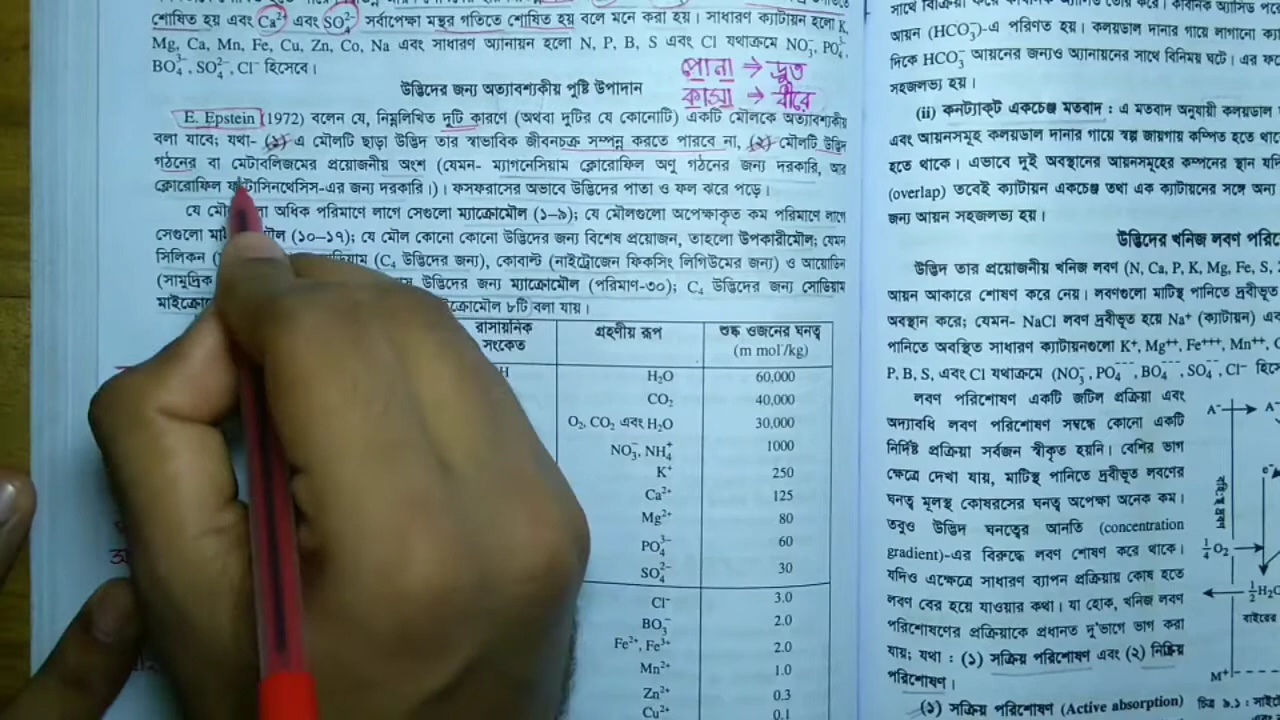 শোষিত হয় এবং Ca²⁺ এবং SO₄²⁻ সর্বাপেক্ষা মন্থর গতিতে শোষিত হয় বলে মনে করা হয়। সাধারণ ক্যাটায়ন হলো K,
Mg, Ca, Mn, Fe, Cu, Zn, Co, Na এবং সাধারণ অ্যানায়ন হলো N, P, B, S এবং Cl যথাক্রমে NO₃⁻, PO₄³⁻,
BO₄³⁻, SO₄²⁻, Cl⁻ হিসেবে।
পোনা → দ্রুত
কাসা → ধীরে
উদ্ভিদের জন্য অত্যাবশ্যকীয় পুষ্টি উপাদান
E. Epstein (1972) বলেন যে, নিম্নলিখিত দুটি কারণে (অথবা দুটির যে কোনোটি) একটি মৌলকে অত্যাবশ্যকীয়
বলা যাবে; যথা- (১) এ মৌলটি ছাড়া উদ্ভিদ তার স্বাভাবিক জীবনচক্র সম্পন্ন করতে পারবে না, (২) মৌলটি উদ্ভিদ
গঠনের বা মেটাবলিজমের প্রয়োজনীয় অংশ (যেমন- ম্যাগনেসিয়াম ক্লোরোফিল অণু গঠনের জন্য দরকারি, আর
ক্লোরোফিল ফটোসিনথেসিস-এর জন্য দরকারি।)। ফসফরাসের অভাবে উদ্ভিদের পাতা ও ফল ঝরে পড়ে।
যে অধিক পরিমাণে লাগে সেগুলো ম্যাক্রোমৌল (১–৯); যে মৌলগুলো অপেক্ষাকৃত কম পরিমাণে লাগে
সেগুলো (১০–১৭); যে মৌল কোনো কোনো উদ্ভিদের জন্য বিশেষ প্রয়োজন, তাহলো উপকারীমৌল; যেমন
সিলিকন (C₄ উদ্ভিদের জন্য), কোবাল্ট (নাইট্রোজেন ফিকসিং লিগিউমের জন্য) ও আয়োডিন
(সামুদ্রিক উদ্ভিদের জন্য ম্যাক্রোমৌল (পরিমাণ-৩০); C₄ উদ্ভিদের জন্য সোডিয়াম
মাইক্রো ৮টি বলা যায়।
রাসায়নিক সংকেত গ্রহণীয় রূপ শুষ্ক ওজনের ঘনত্ব
(m mol/kg)
H H₂O 60,000
CO₂ 40,000
O₂, CO₂ এবং H₂O 30,000
NO₃⁻, NH₄⁺ 1000
K⁺ 250
Ca²⁺ 125
Mg²⁺ 80
PO₄³⁻ 60
SO₄²⁻ 30
Cl⁻ 3.0
BO₃⁻ 2.0
Fe²⁺, Fe³⁺ 2.0
Mn²⁺ 1.0
Zn²⁺ 0.3
Cu²⁺ 0.1
আয়ন (HCO₃⁻)-এ পরিণত হয়। কলয়ডাল দানার গায়ে লাগানো
দিকে HCO₃⁻ আয়নের জন্যও অ্যানায়নের সাথে বিনিময় ঘটে। এর
সহজলভ্য হয়।
(ii) কনট্যাক্ট একচেঞ্জ মতবাদ : এ মতবাদ অনুযায়ী কলয়ডাল
এবং আয়নসমূহ কলয়ডাল দানার গায়ে স্বল্প জায়গায় কম্পিত হতে
হতে থাকে। এভাবে দুই অবস্থানের আয়নসমূহের কম্পনের স্থান
(overlap) তবেই ক্যাটায়ন একচেঞ্জ তথা এক ক্যাটায়নের সঙ্গে অন্য
জন্য আয়ন সহজলভ্য হয়।
উদ্ভিদের খনিজ লবণ
উদ্ভিদ তার প্রয়োজনীয় খনিজ লবণ (N, Ca, P, K, Mg, Fe, S,
আয়ন আকারে শোষণ করে নেয়। লবণগুলো মাটিস্থ পানিতে দ্রবীভূত
অবস্থান করে; যেমন- NaCl লবণ দ্রবীভূত হয়ে Na⁺ (ক্যাটায়ন)
পানিতে অবস্থিত সাধারণ ক্যাটায়নগুলো K⁺, Mg⁺⁺, Fe⁺⁺⁺, Mn⁺⁺,
P, B, S, এবং Cl যথাক্রমে (NO₃⁻, PO₄⁻⁻⁻, BO₄⁻⁻⁻, SO₄⁻⁻, Cl⁻
লবণ পরিশোষণ একটি জটিল প্রক্রিয়া এবং
অদ্যাবধি লবণ পরিশোষণ সম্বন্ধে কোনো একটি
নির্দিষ্ট প্রক্রিয়া সর্বজন স্বীকৃত হয়নি। বেশির ভাগ
ক্ষেত্রে দেখা যায়, মাটিস্থ পানিতে দ্রবীভূত লবণের
ঘনত্ব মূলস্থ কোষরসের ঘনত্ব অপেক্ষা অনেক কম।
তবুও উদ্ভিদ ঘনত্বের আনতি (concentration
gradient)-এর বিরুদ্ধে লবণ শোষণ করে থাকে।
যদিও এক্ষেত্রে সাধারণ ব্যাপন প্রক্রিয়ায় কোষ হতে
লবণ বের হয়ে যাওয়ার কথা। যা হোক, খনিজ লবণ
পরিশোষণের প্রক্রিয়াকে প্রধানত দু'ভাগে ভাগ করা
যায়; যথা : (১) সক্রিয় পরিশোষণ এবং (২) নিষ্ক্রিয়
পরিশোষণ।
(১) সক্রিয় পরিশোষণ (Active absorption)
A⁻ A⁻
e⁻
½H₂O
¼O₂
M⁺
চিত্র ৯.১ :